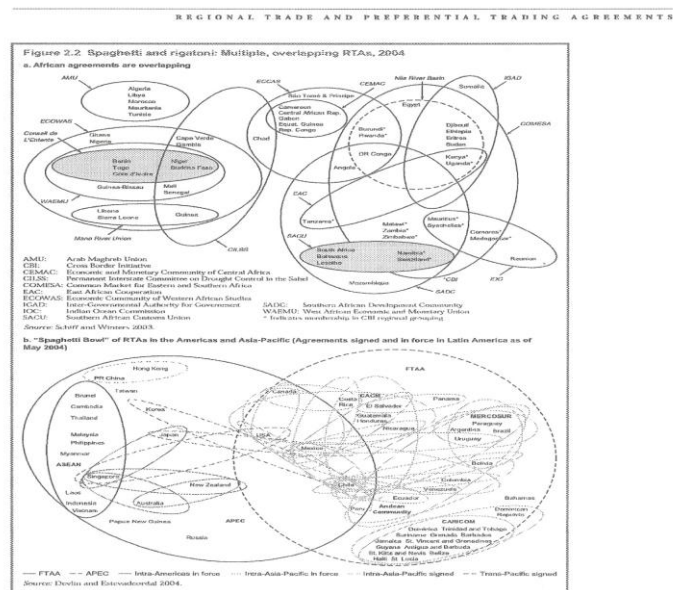 REGIONAL TRADE AND PREFERENTIAL TRADING AGREEMENTS
Figure 2.2 Spaghetti and rigatoni: Multiple, overlapping RTAs, 2004
a. African agreements are overlapping
AMU
Algeria
Libya
Morocco
Mauritania
Tunisia
ECCAS
São Tomé & Príncipe
CEMAC
Cameroon
Central African Rep.
Gabon
Equat. Guinea
Rep. Congo
Nile River Basin
Egypt
Somalia
COMESA
ECOWAS
Conseil de
L'Entente
Ghana
Nigeria
Cape Verde
Gambia
Chad
Burundi*
Rwanda*
Djibouti
Ethiopia
Eritrea
Sudan
DR Congo
Benin
Togo
Niger
Burkina Faso
Angola
Kenya*
Uganda*
Guinea-Bissau
Mali
Senegal
WAEMU
EAC
Liberia
Sierra Leone
Guinea
Tanzania*
Malawi*
Zambia*
Zimbabwe*
Mauritius*
Seychelles*
Comoros*
Madagascar*
Mano River Union
SACU
South Africa
Botswana
Lesotho
Namibia*
Swaziland*
Reunion
CILSS
Mozambique
*CBI
SADC
AMU: Arab Maghreb Union
CBI: Cross Border Initiative
CEMAC: Economic and Monetary Community of Central Africa
CILSS: Permanent Interstate Committee on Drought Control in the Sahel
COMESA: Common Market for Eastern and Southern Africa
EAC: East African Cooperation
ECOWAS: Economic Community of Western African Studies
IGAD: Inter-Governmental Authority for Government
IOC: Indian Ocean Commission
SACU: Southern African Customs Union
SADC: Southern African Development Community
WAEMU: West African Economic and Monetary Union
* Indicates membership in CBI regional grouping
Source: Schiff and Winters 2003.
b. "Spaghetti Bowl" of RTAs in the Americas and Asia-Pacific (Agreements signed and in force in Latin America as of
May 2004)
Hong Kong
PR China
FTAA
Taiwan
Brunei
Canada
Costa
Rica
CACM
El Salvador
Panama
Cambodia
Korea
Guatemala
Honduras
MERCOSUR
Thailand
Nicaragua
Paraguay
Argentina
Brazil
Malaysia
Japan
USA
Uruguay
Philippines
Mexico
Myanmar
Bolivia
ASEAN
Singapore
Chile
Colombia
Venezuela
New Zealand
Laos
Ecuador
Bahamas
Indonesia
Australia
Peru
Andean
Community
Dominican
Republic
Vietnam
Papua New Guinea
APEC
CARICOM
Dominica Trinidad and Tobago
Suriname Grenada Barbados
Jamaica St. Vincent and Grenadines
Guyana Antigua and Barbuda
St. Kitts and Nevis Belize
Haiti St. Lucia
Russia
FTAA APEC Intra-Americas in force Intra-Asia-Pacific in force Intra-Asia-Pacific signed Trans-Pacific signed
Source: Devlin and Estevadeordal 2004.